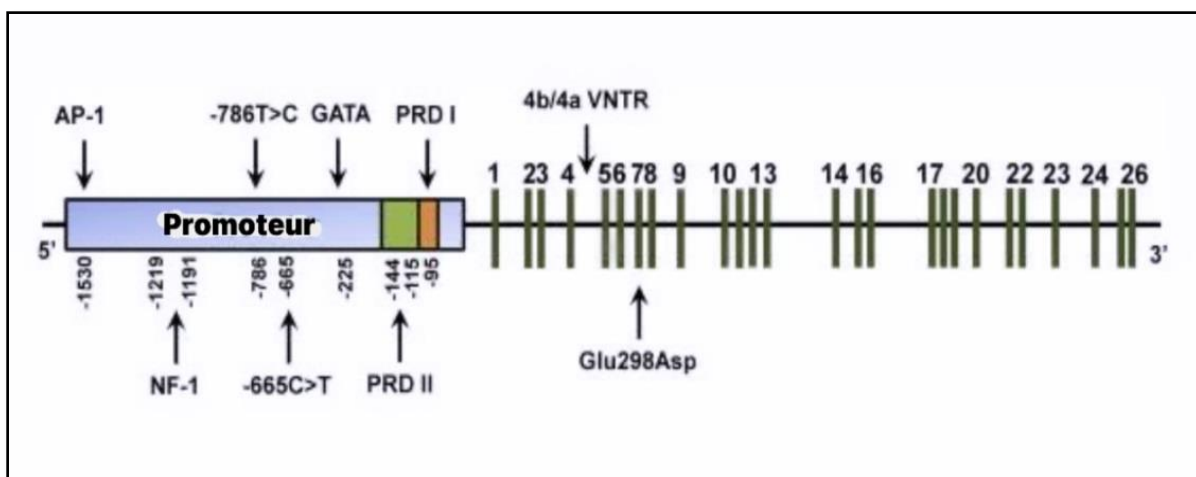 4b/4a VNTR
AP-1 -786T>C GATA PRD I
1 23 4 56 78 9 10 13 14 16 17 20 22 23 24 26
Promoteur
5' 3'
-1530 -1219 -1191 -786 -665 -225 -144 -115 -95
Glu298Asp
NF-1 -665C>T PRD II